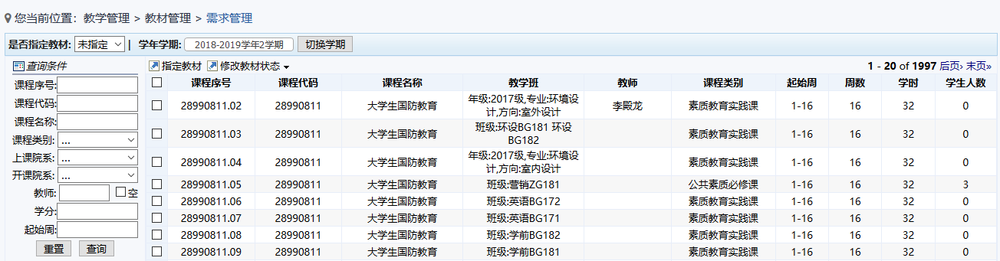 您当前位置：教学管理 > 教材管理 > 需求管理
是否指定教材: 未指定 | 学年学期: 2018-2019学年2学期 切换学期
查询条件
课程序号:
课程代码:
课程名称:
课程类别: ...
上课院系: ...
开课院系: ...
教师: 空
学分:
起始周:
重置 查询
指定教材 修改教材状态 1 - 20 of 1997 后页› 末页»
课程序号 课程代码 课程名称 教学班 教师 课程类别 起始周 周数 学时 学生人数
28990811.02 28990811 大学生国防教育 年级:2017级,专业:环境设计,方向:室外设计 李殿龙 素质教育实践课 1-16 16 32 0
28990811.03 28990811 大学生国防教育 班级:环设BG181 环设BG182 素质教育实践课 1-16 16 32 0
28990811.04 28990811 大学生国防教育 年级:2017级,专业:环境设计,方向:室内设计 素质教育实践课 1-16 16 32 0
28990811.05 28990811 大学生国防教育 班级:营销ZG181 公共素质必修课 1-16 16 32 3
28990811.06 28990811 大学生国防教育 班级:英语BG172 素质教育实践课 1-16 16 32 0
28990811.07 28990811 大学生国防教育 班级:英语BG171 素质教育实践课 1-16 16 32 0
28990811.08 28990811 大学生国防教育 班级:学前BG182 素质教育实践课 1-16 16 32 0
28990811.09 28990811 大学生国防教育 班级:学前BG181 素质教育实践课 1-16 16 32 0